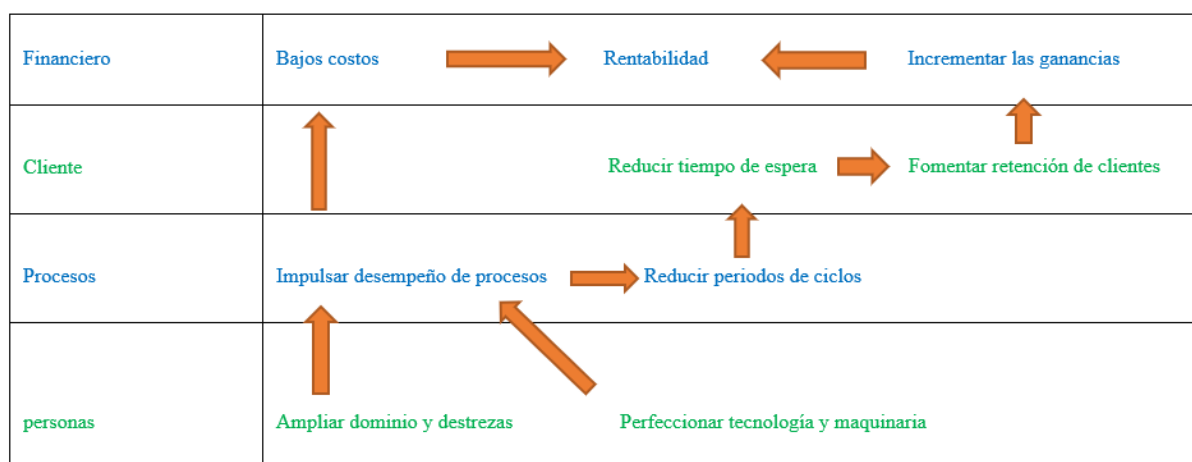 Financiero
Bajos costos
Rentabilidad
Incrementar las ganancias
Cliente
Reducir tiempo de espera
Fomentar retención de clientes
Procesos
Impulsar desempeño de procesos
Reducir periodos de ciclos
personas
Ampliar dominio y destrezas
Perfeccionar tecnología y maquinaria